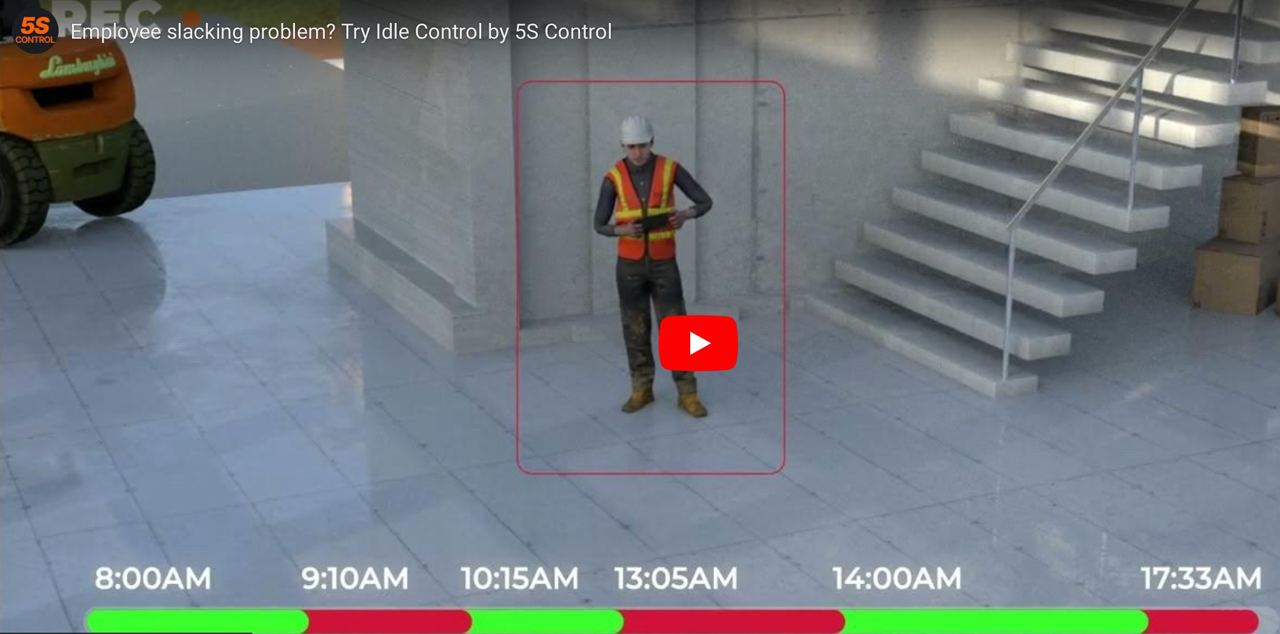 REC
5S
CONTROL
Employee slacking problem? Try Idle Control by 5S Control
Lamborghini
8:00AM 9:10AM 10:15AM 13:05AM 14:00AM 17:33AM